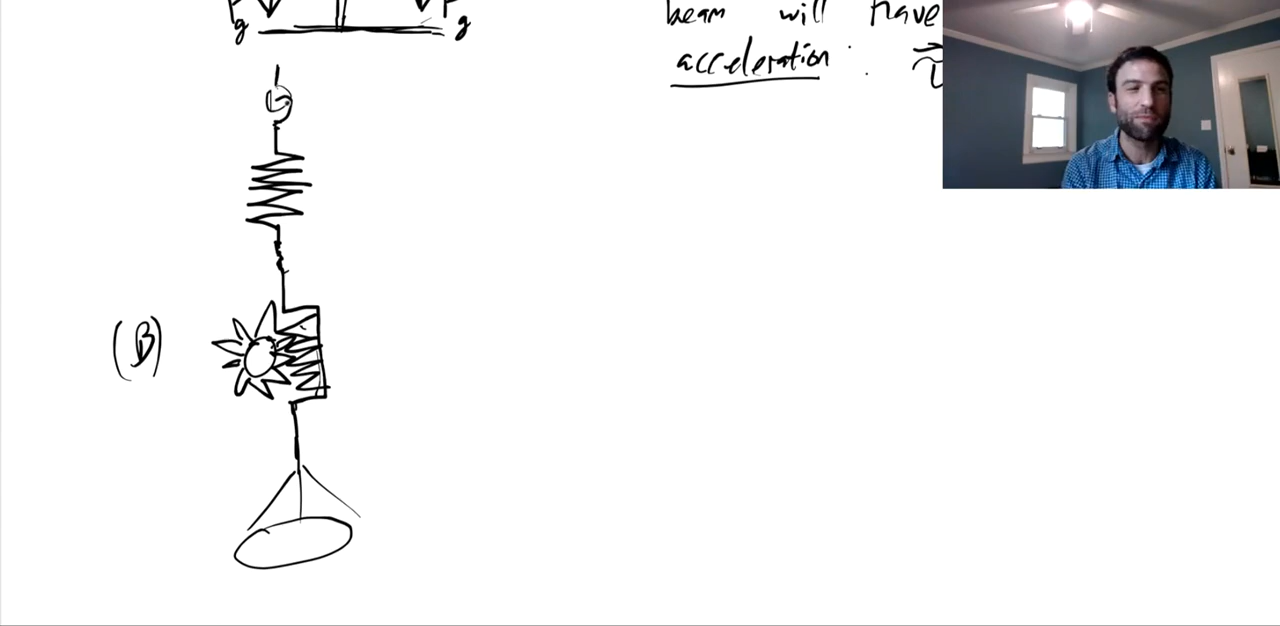 beam will have
g g
acceleration : τ
(B)